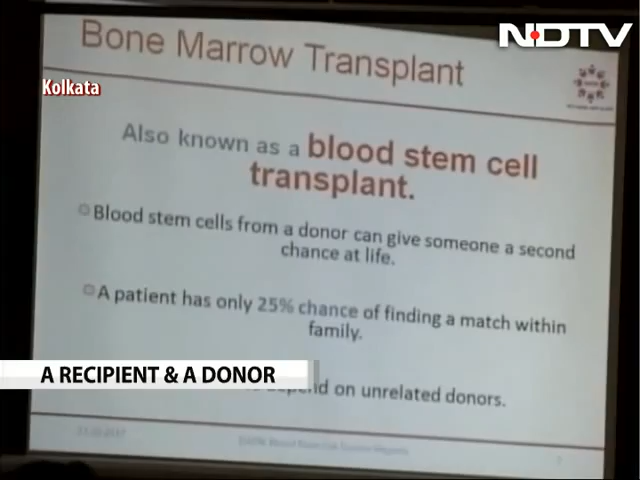 Bone Marrow Transplant
NDTV
Kolkata
Also known as a blood stem cell
transplant.
Blood stem cells from a donor can give someone a second
chance at life.
A patient has only 25% chance of finding a match within
family.
A RECIPIENT & A DONOR
depend on unrelated donors.